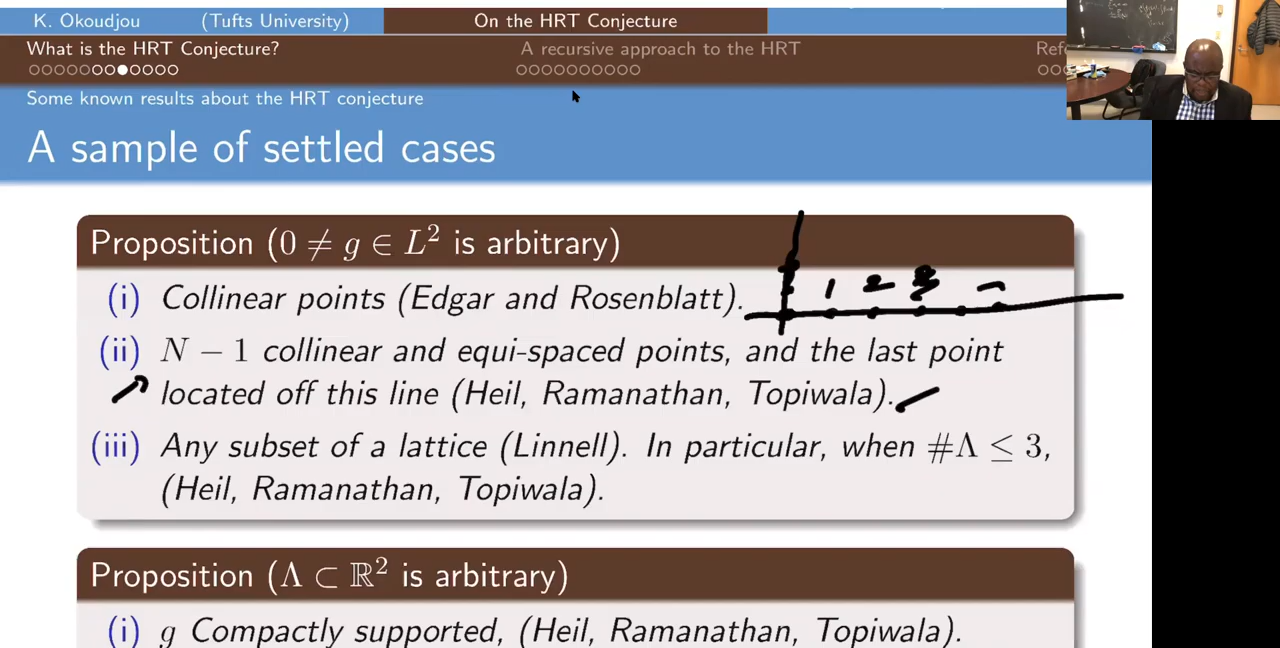 K. Okoudjou (Tufts University) On the HRT Conjecture
What is the HRT Conjecture? A recursive approach to the HRT
Some known results about the HRT conjecture
A sample of settled cases
Proposition (0 ≠ g ∈ L² is arbitrary)
(i) Collinear points (Edgar and Rosenblatt).
1 2 3
(ii) N − 1 collinear and equi-spaced points, and the last point
located off this line (Heil, Ramanathan, Topiwala).
(iii) Any subset of a lattice (Linnell). In particular, when #Λ ≤ 3,
(Heil, Ramanathan, Topiwala).
Proposition (Λ ⊂ ℝ² is arbitrary)
(i) g Compactly supported, (Heil, Ramanathan, Topiwala).